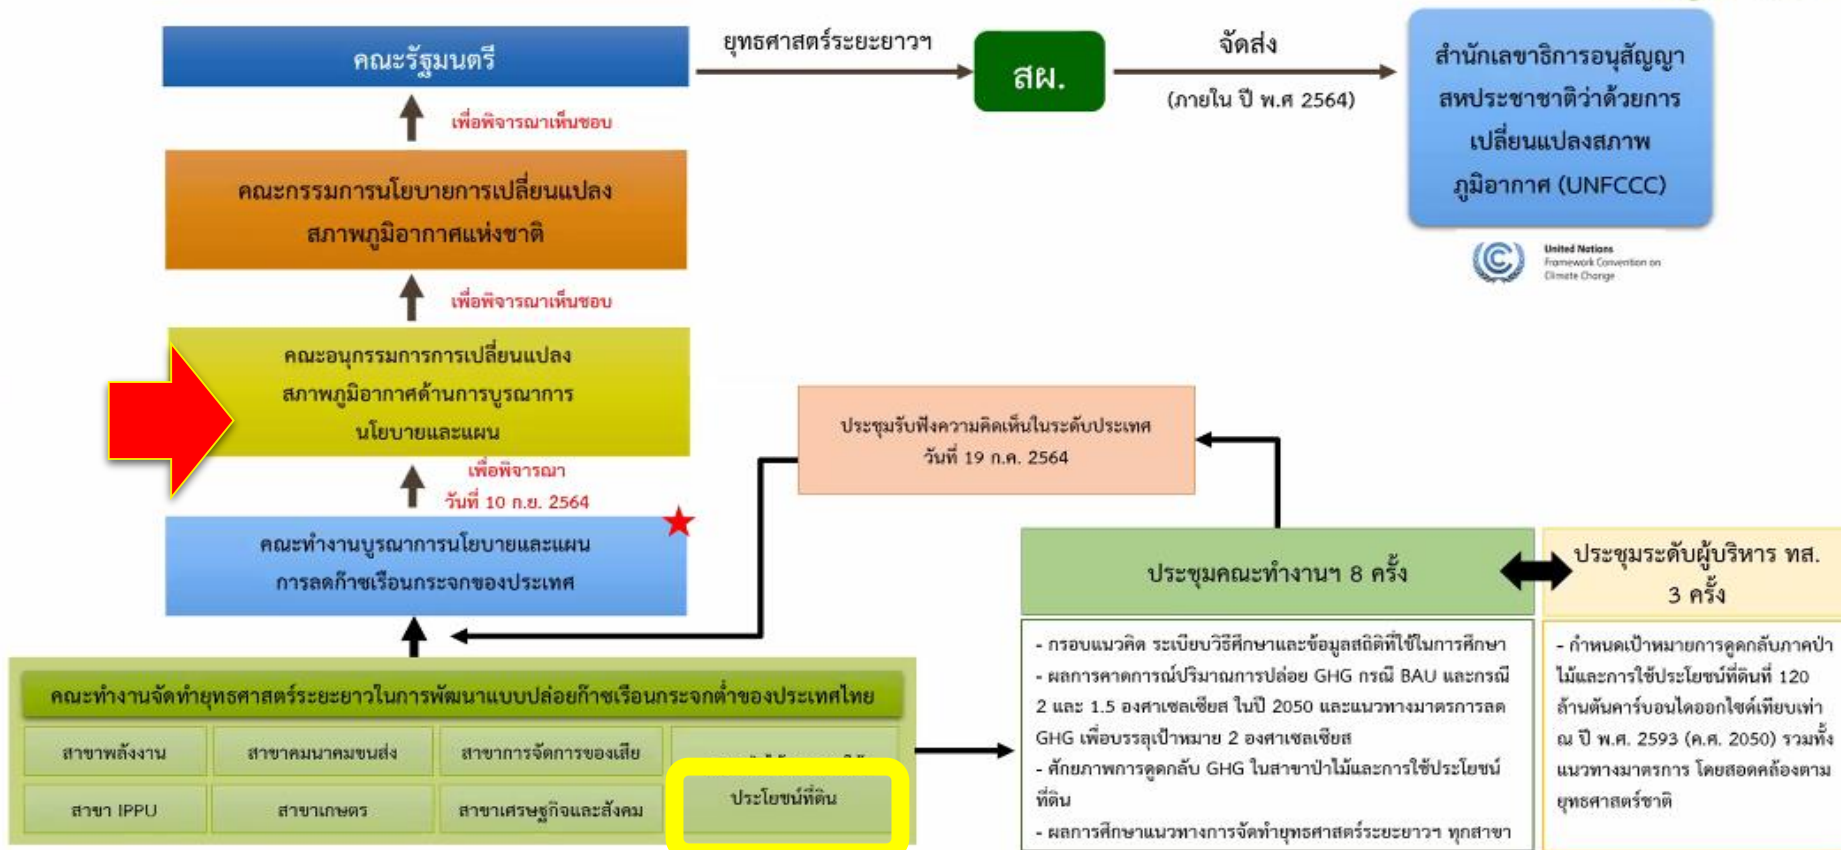 คณะรัฐมนตรี
ยุทธศาสตร์ระยะยาวฯ
สผ.
จัดส่ง
(ภายใน ปี พ.ศ 2564)
สำนักเลขาธิการอนุสัญญา
สหประชาชาติว่าด้วยการ
เปลี่ยนแปลงสภาพ
ภูมิอากาศ (UNFCCC)
United Nations
Framework Convention on
Climate Change
เพื่อพิจารณาเห็นชอบ
คณะกรรมการนโยบายการเปลี่ยนแปลง
สภาพภูมิอากาศแห่งชาติ
เพื่อพิจารณาเห็นชอบ
คณะอนุกรรมการการเปลี่ยนแปลง
สภาพภูมิอากาศด้านการบูรณาการ
นโยบายและแผน
เพื่อพิจารณา
วันที่ 10 ก.ย. 2564
คณะทำงานบูรณาการนโยบายและแผน
การลดก๊าซเรือนกระจกของประเทศ
ประชุมรับฟังความคิดเห็นในระดับประเทศ
วันที่ 19 ก.ค. 2564
คณะทำงานจัดทำยุทธศาสตร์ระยะยาวในการพัฒนาแบบปล่อยก๊าซเรือนกระจกต่ำของประเทศไทย
สาขาพลังงาน
สาขาคมนาคมขนส่ง
สาขาการจัดการของเสีย
สาขา IPPU
สาขาเกษตร
สาขาเศรษฐกิจและสังคม
ประโยชน์ที่ดิน
ประชุมคณะทำงานฯ 8 ครั้ง
- กรอบแนวคิด ระเบียบวิธีศึกษาและข้อมูลสถิติที่ใช้ในการศึกษา
- ผลการคาดการณ์ปริมาณการปล่อย GHG กรณี BAU และกรณี
2 และ 1.5 องศาเซลเซียส ในปี 2050 และแนวทางมาตรการลด
GHG เพื่อบรรลุเป้าหมาย 2 องศาเซลเซียส
- ศักยภาพการดูดกลับ GHG ในสาขาป่าไม้และการใช้ประโยชน์
ที่ดิน
- ผลการศึกษาแนวทางการจัดทำยุทธศาสตร์ระยะยาวฯ ทุกสาขา
ประชุมระดับผู้บริหาร ทส.
3 ครั้ง
- กำหนดเป้าหมายการดูดกลับภาคป่า
ไม้และการใช้ประโยชน์ที่ดินที่ 120
ล้านตันคาร์บอนไดออกไซด์เทียบเท่า
ณ ปี พ.ศ. 2593 (ค.ศ. 2050) รวมทั้ง
แนวทางมาตรการ โดยสอดคล้องตาม
ยุทธศาสตร์ชาติ